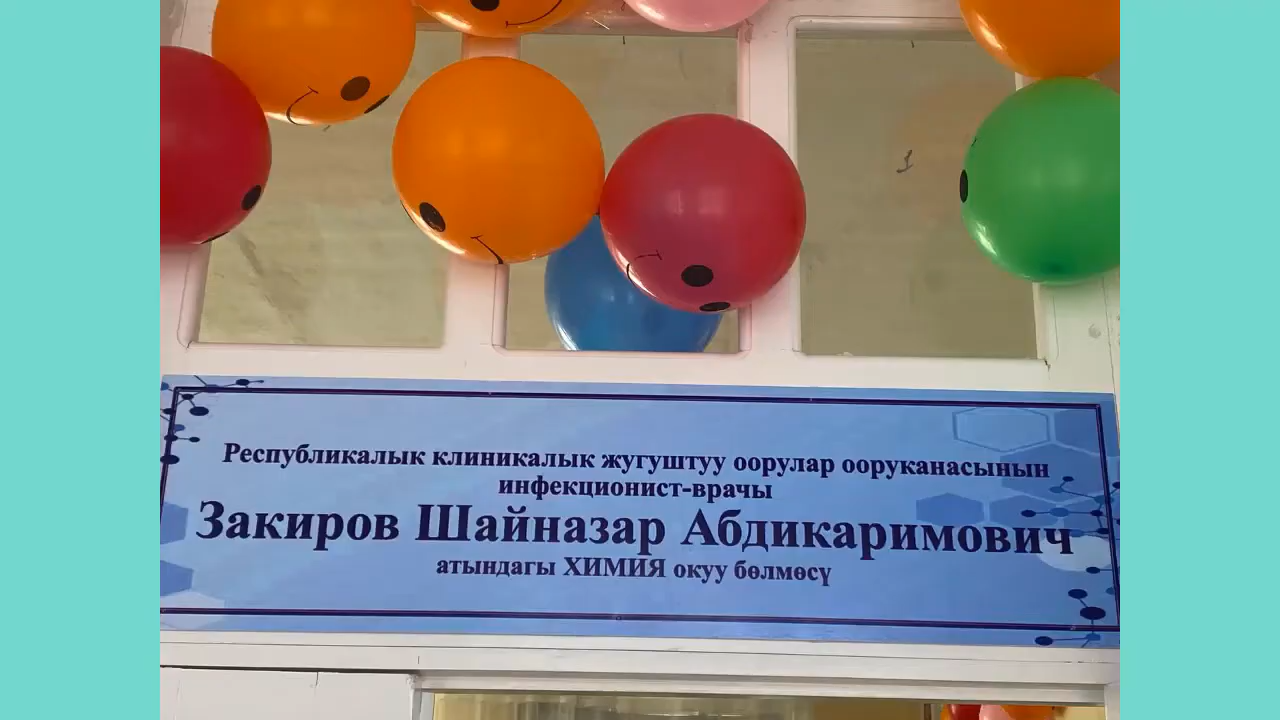 Республикалык клиникалык жугуштуу оорулар ооруканасынын
инфекционист-врачы
Закиров Шайназар Абдикаримович
атындагы ХИМИЯ окуу бөлмөсү